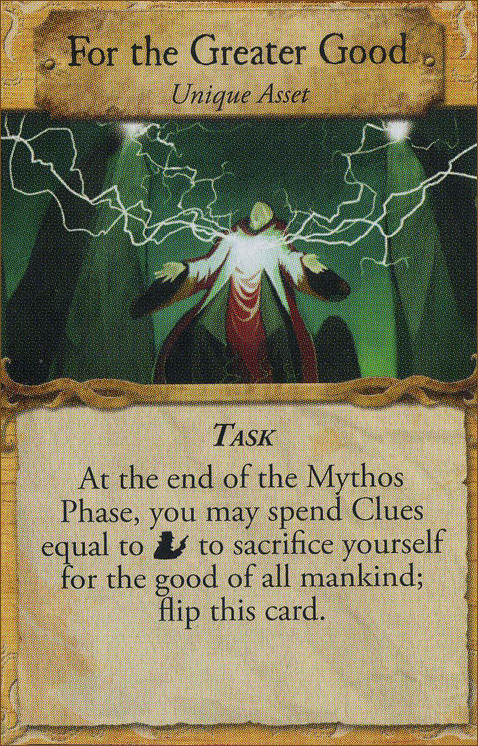 For the Greater Good
Unique Asset
TASK
At the end of the Mythos
Phase, you may spend Clues
equal to to sacrifice yourself
for the good of all mankind;
flip this card.